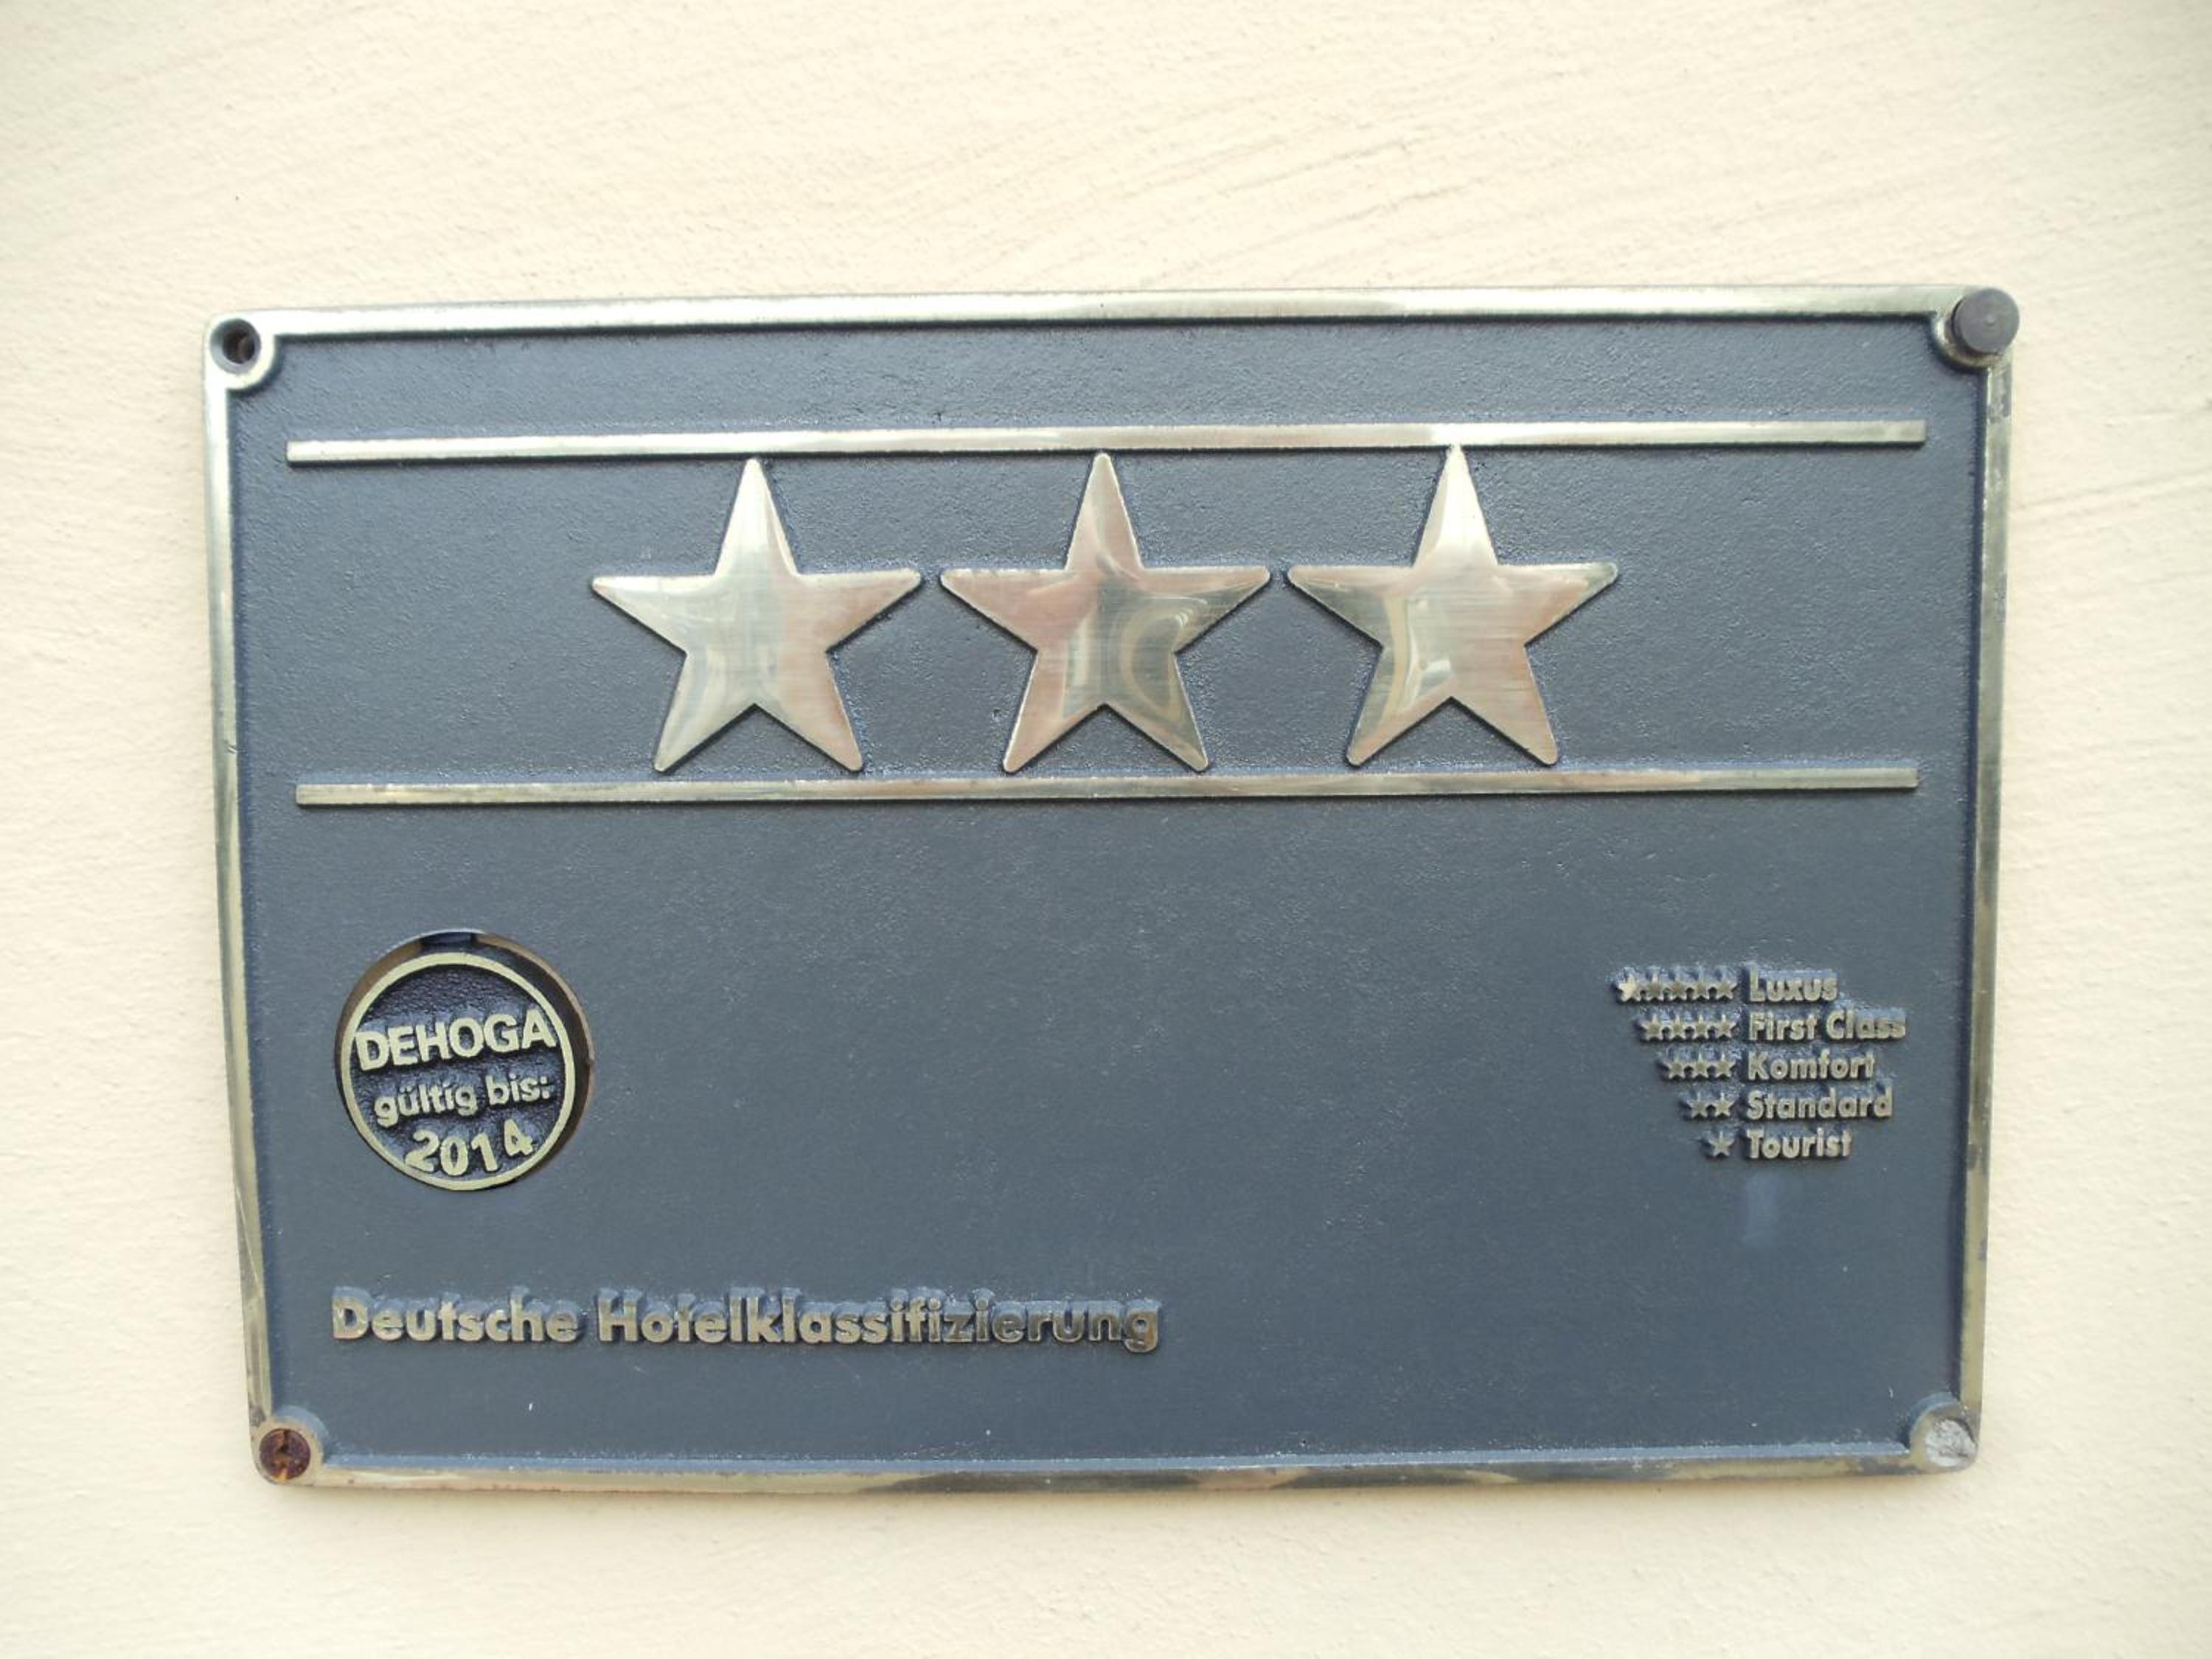 DEHOGA
gültig bis:
2014
★★★★★ Luxus
★★★★ First Class
★★★ Komfort
★★ Standard
★ Tourist
Deutsche Hotelklassifizierung